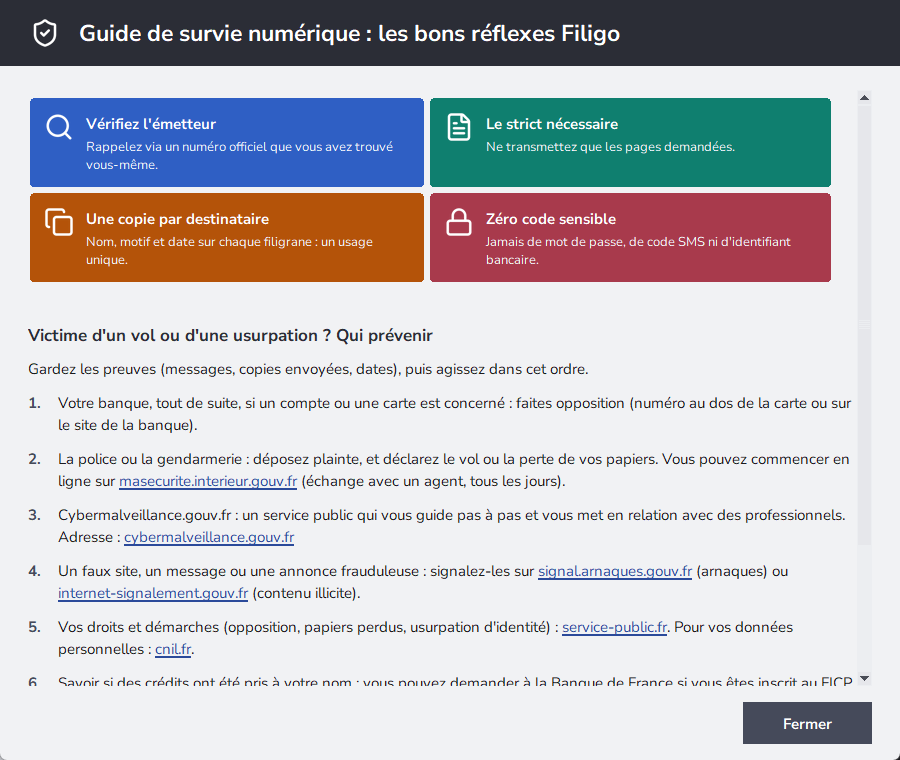 Guide de survie numérique : les bons réflexes Filigo
Vérifiez l'émetteur
Rappelez via un numéro officiel que vous avez trouvé
vous-même.
Le strict nécessaire
Ne transmettez que les pages demandées.
Une copie par destinataire
Nom, motif et date sur chaque filigrane : un usage
unique.
Zéro code sensible
Jamais de mot de passe, de code SMS ni d'identifiant
bancaire.
Victime d'un vol ou d'une usurpation ? Qui prévenir
Gardez les preuves (messages, copies envoyées, dates), puis agissez dans cet ordre.
1. Votre banque, tout de suite, si un compte ou une carte est concerné : faites opposition (numéro au dos de la carte ou sur
le site de la banque).
2. La police ou la gendarmerie : déposez plainte, et déclarez le vol ou la perte de vos papiers. Vous pouvez commencer en
ligne sur masecurite.interieur.gouv.fr (échange avec un agent, tous les jours).
3. Cybermalveillance.gouv.fr : un service public qui vous guide pas à pas et vous met en relation avec des professionnels.
Adresse : cybermalveillance.gouv.fr
4. Un faux site, un message ou une annonce frauduleuse : signalez-les sur signal.arnaques.gouv.fr (arnaques) ou
internet-signalement.gouv.fr (contenu illicite).
5. Vos droits et démarches (opposition, papiers perdus, usurpation d'identité) : service-public.fr. Pour vos données
personnelles : cnil.fr.
6. Savoir si des crédits ont été pris à votre nom : vous pouvez demander à la Banque de France si vous êtes inscrit au FICP
Fermer